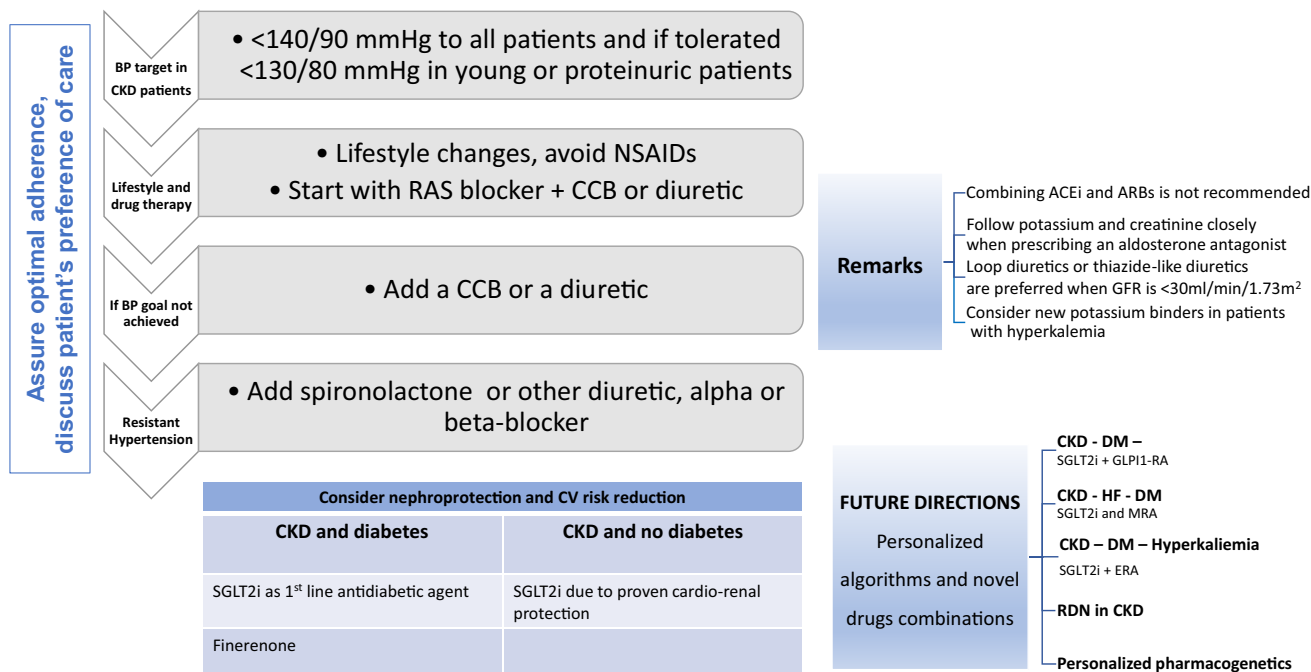 Assure optimal adherence,
discuss patient's preference of care
BP target in
CKD patients
• <140/90 mmHg to all patients and if tolerated
<130/80 mmHg in young or proteinuric patients
Lifestyle and
drug therapy
• Lifestyle changes, avoid NSAIDs
• Start with RAS blocker + CCB or diuretic
If BP goal not
achieved
• Add a CCB or a diuretic
Resistant
Hypertension
• Add spironolactone or other diuretic, alpha or
beta-blocker
Remarks
Combining ACEi and ARBs is not recommended
Follow potassium and creatinine closely
when prescribing an aldosterone antagonist
Loop diuretics or thiazide-like diuretics
are preferred when GFR is <30ml/min/1.73m²
Consider new potassium binders in patients
with hyperkalemia
Consider nephroprotection and CV risk reduction
CKD and diabetes
CKD and no diabetes
SGLT2i as 1st line antidiabetic agent
SGLT2i due to proven cardio-renal
protection
Finerenone
FUTURE DIRECTIONS
Personalized
algorithms and novel
drugs combinations
CKD - DM –
SGLT2i + GLPI1-RA
CKD - HF - DM
SGLT2i and MRA
CKD – DM – Hyperkaliemia
SGLT2i + ERA
RDN in CKD
Personalized pharmacogenetics